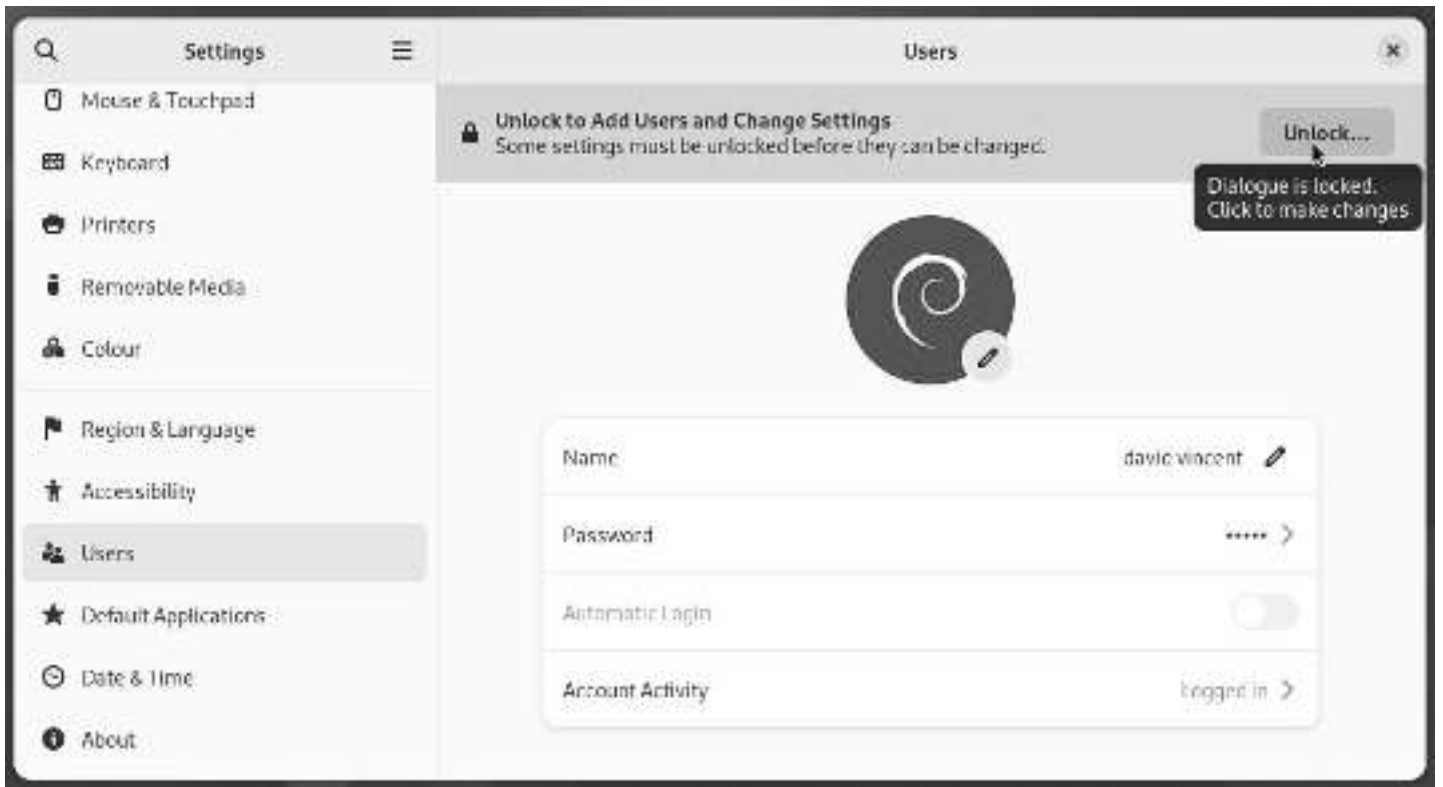 Settings
Mouse & Touchpad
Keyboard
Printers
Removable Media
Colour
Region & Language
Accessibility
Users
Default Applications
Date & Time
About
Users
Unlock to Add Users and Change Settings
Some settings must be unlocked before they can be changed.
Unlock...
Dialogue is locked.
Click to make changes
Name
david vincent
Password
•••••
Automatic Login
Account Activity
Logged in